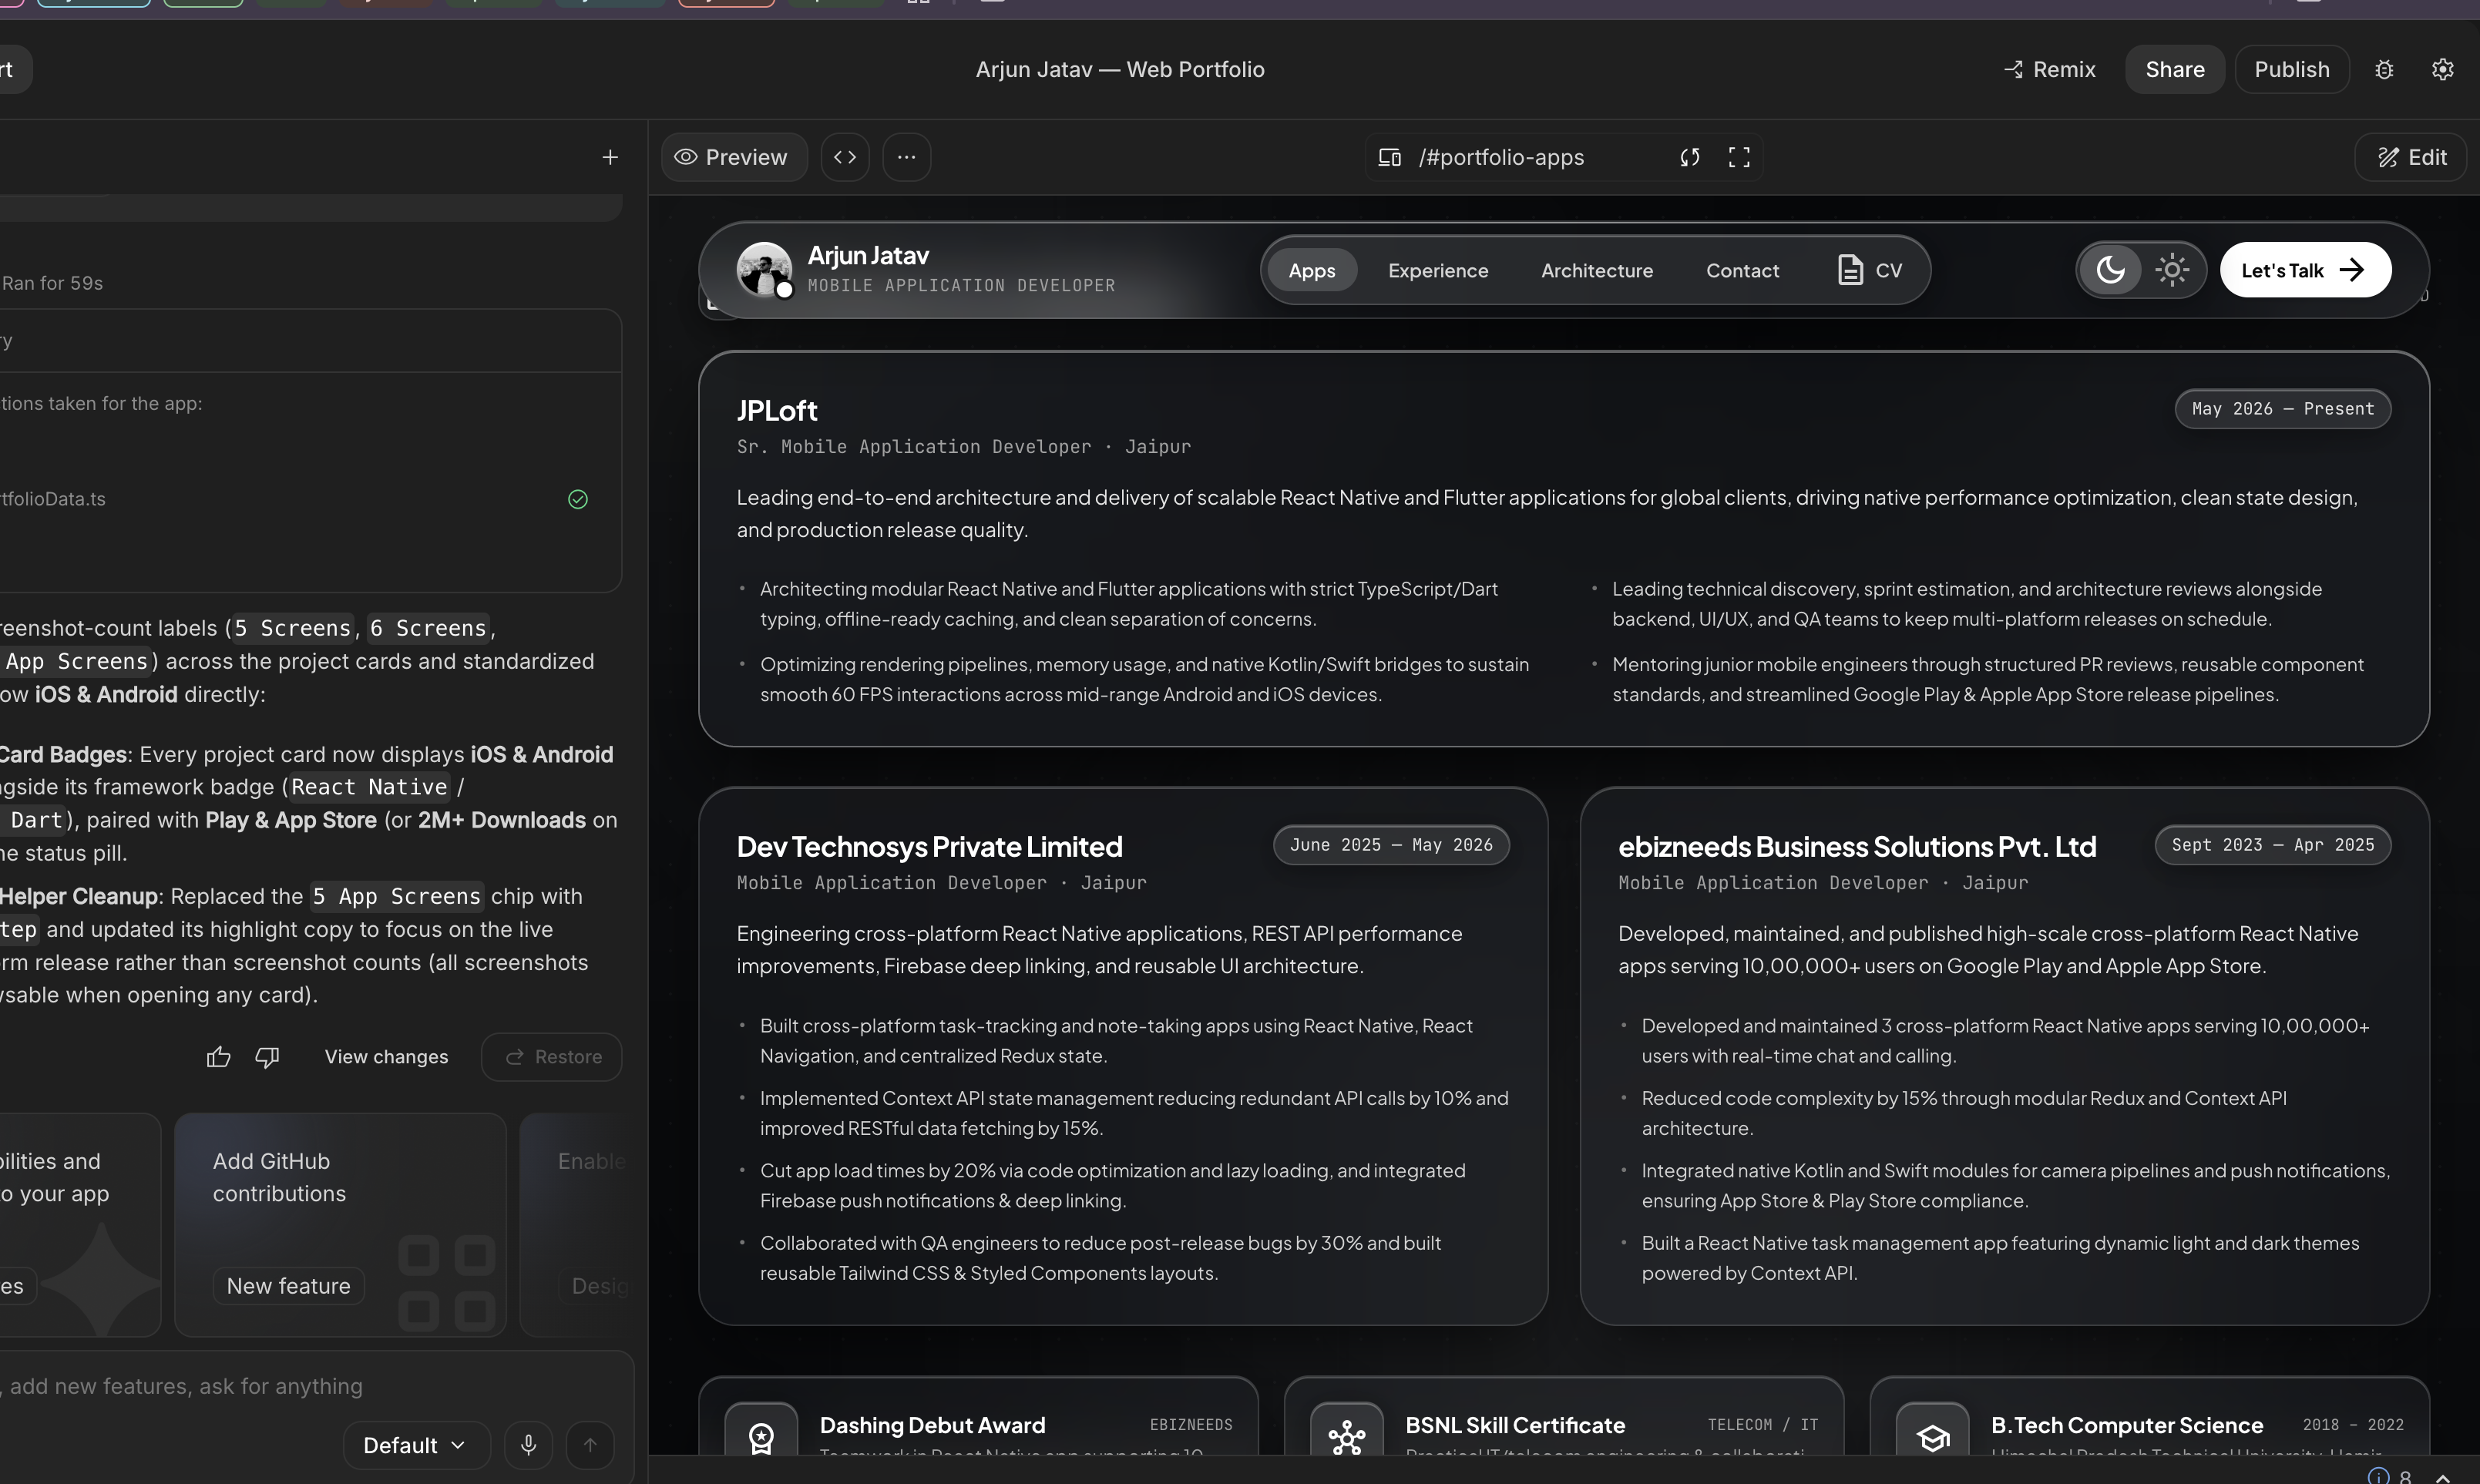 rt
Arjun Jatav — Web Portfolio
Remix
Share
Publish
Preview
/#portfolio-apps
Edit
Ran for 59s
ry
tions taken for the app:
tfolioData.ts
reenshot-count labels (5 Screens, 6 Screens,
App Screens) across the project cards and standardized
ow iOS & Android directly:
Card Badges: Every project card now displays iOS & Android
ngside its framework badge (React Native /
Dart), paired with Play & App Store (or 2M+ Downloads on
he status pill.
Helper Cleanup: Replaced the 5 App Screens chip with
tep and updated its highlight copy to focus on the live
rm release rather than screenshot counts (all screenshots
wsable when opening any card).
View changes
Restore
bilities and
o your app
es
Add GitHub
contributions
New feature
Enable
Desig
, add new features, ask for anything
Default
Arjun Jatav
MOBILE APPLICATION DEVELOPER
Apps
Experience
Architecture
Contact
CV
Let's Talk
JPLoft
May 2026 — Present
Sr. Mobile Application Developer · Jaipur
Leading end-to-end architecture and delivery of scalable React Native and Flutter applications for global clients, driving native performance optimization, clean state design,
and production release quality.
• Architecting modular React Native and Flutter applications with strict TypeScript/Dart
typing, offline-ready caching, and clean separation of concerns.
• Optimizing rendering pipelines, memory usage, and native Kotlin/Swift bridges to sustain
smooth 60 FPS interactions across mid-range Android and iOS devices.
• Leading technical discovery, sprint estimation, and architecture reviews alongside
backend, UI/UX, and QA teams to keep multi-platform releases on schedule.
• Mentoring junior mobile engineers through structured PR reviews, reusable component
standards, and streamlined Google Play & Apple App Store release pipelines.
Dev Technosys Private Limited
June 2025 — May 2026
Mobile Application Developer · Jaipur
Engineering cross-platform React Native applications, REST API performance
improvements, Firebase deep linking, and reusable UI architecture.
• Built cross-platform task-tracking and note-taking apps using React Native, React
Navigation, and centralized Redux state.
• Implemented Context API state management reducing redundant API calls by 10% and
improved RESTful data fetching by 15%.
• Cut app load times by 20% via code optimization and lazy loading, and integrated
Firebase push notifications & deep linking.
• Collaborated with QA engineers to reduce post-release bugs by 30% and built
reusable Tailwind CSS & Styled Components layouts.
ebizneeds Business Solutions Pvt. Ltd
Sept 2023 — Apr 2025
Mobile Application Developer · Jaipur
Developed, maintained, and published high-scale cross-platform React Native
apps serving 10,00,000+ users on Google Play and Apple App Store.
• Developed and maintained 3 cross-platform React Native apps serving 10,00,000+
users with real-time chat and calling.
• Reduced code complexity by 15% through modular Redux and Context API
architecture.
• Integrated native Kotlin and Swift modules for camera pipelines and push notifications,
ensuring App Store & Play Store compliance.
• Built a React Native task management app featuring dynamic light and dark themes
powered by Context API.
Dashing Debut Award
EBIZNEEDS
BSNL Skill Certificate
TELECOM / IT
B.Tech Computer Science
2018 – 2022
8